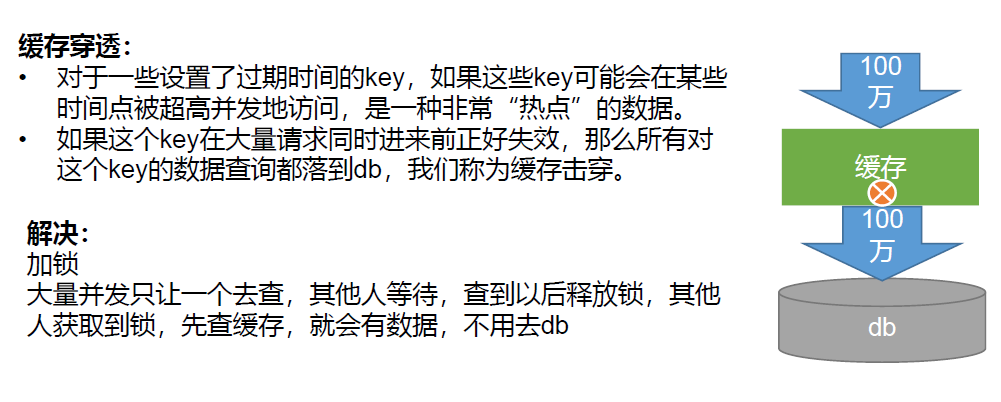 缓存穿透：
• 对于一些设置了过期时间的key，如果这些key可能会在某些
时间点被超高并发地访问，是一种非常“热点”的数据。
• 如果这个key在大量请求同时进来前正好失效，那么所有对
这个key的数据查询都落到db，我们称为缓存击穿。
解决：
加锁
大量并发只让一个去查，其他人等待，查到以后释放锁，其他
人获取到锁，先查缓存，就会有数据，不用去db
100
万
缓存
100
万
db